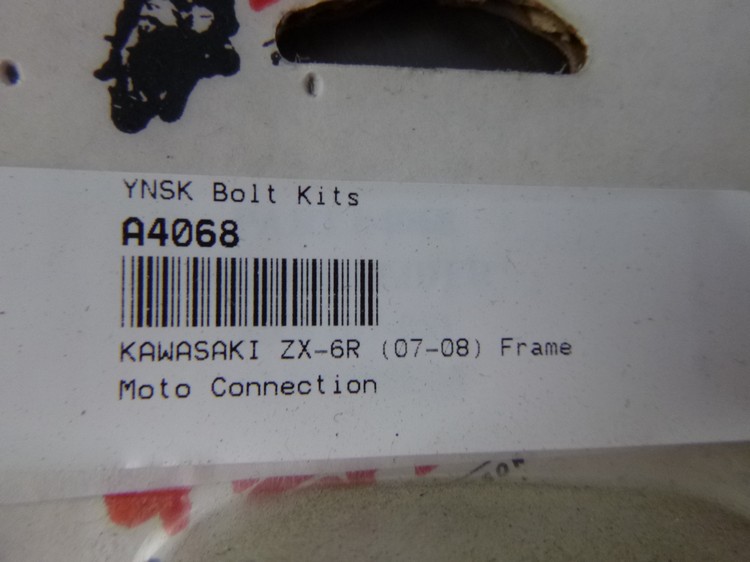 YNSK Bolt Kits
A4068
KAWASAKI ZX-6R (07-08) Frame
Moto Connection